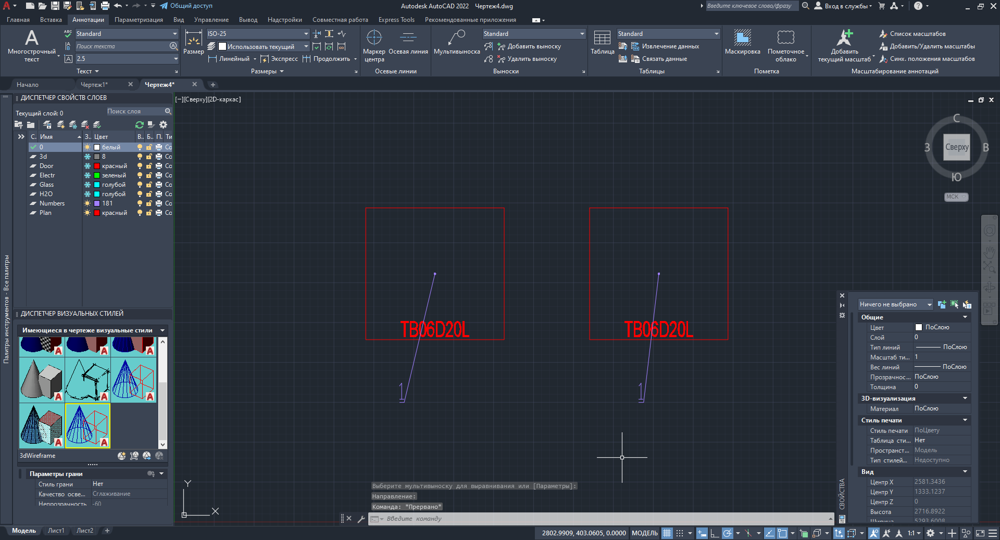 Общий доступ
Autodesk AutoCAD 2022 Чертеж4.dwg
Введите ключевое слово/фразу
Вход в службы
Главная Вставка Аннотации Параметризация Вид Управление Вывод Надстройки Совместная работа Express Tools Рекомендованные приложения
Многострочный текст
Standard
Поиск текста
2.5
Текст
Размер
ISO-25
Использовать текущий
Линейный Экспресс Продолжить
Размеры
Маркер центра
Осевая линия
Осевые линии
Мультивыноска
Standard
Добавить выноску
Удалить выноску
Выноски
Таблица
Standard
Извлечение данных
Связать данные
Таблицы
Маскировка
Пометочное облако
Пометка
Добавить текущий масштаб
Список масштабов
Добавить/Удалить масштабы
Синх. положения масштабов
Масштабирование аннотаций
Начало Чертеж1* Чертеж4*
ДИСПЕТЧЕР СВОЙСТВ СЛОЕВ
Текущий слой: 0
Поиск слоя
С. Имя З.. Цвет В.. Б.. П. Ти
0 белый Co
3d 8 Co
Door красный Co
Electr зеленый Co
Glass голубой Co
H2O голубой Co
Numbers 181 Co
Plan красный Co
Палитры инструментов - Все палитры
ДИСПЕТЧЕР ВИЗУАЛЬНЫХ СТИЛЕЙ
Имеющиеся в чертеже визуальные стили
3dWireframe
Параметры грани
Стиль грани Нет
Качество осве... Сглаживание
Непрозрачность -60
[−][Сверху][2D-каркас]
TB06D20L
TB06D20L
1
1
Y
X
С
З
Сверху
В
Ю
МСК
Выберите мультивыноску для выравнивания или [Параметры]:
Направление:
Команда: *Прервано*
Введите команду
Ничего не выбрано
Общие
Цвет ПоСлою
Слой 0
Тип линий ПоСлою
Масштаб ти... 1
Вес линий ПоСлою
Прозрачнос... ПоСлою
Толщина 0
3D-визуализация
Материал ПоСлою
Стиль печати
Стиль печати ПоЦвету
Таблица сти... Нет
Пространст... Модель
Тип стилей... Недоступно
Вид
Центр X 2581.3436
Центр Y 1333.1237
Центр Z 0
Высота 2716.8922
Ширина 5293.6008
СВОЙСТВА
Модель Лист1 Лист2
2802.9909, 403.0605, 0.0000 МОДЕЛЬ
1:1